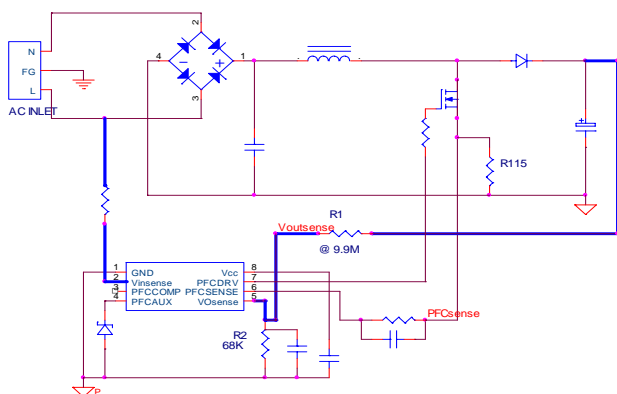 2
N
4
1
FG
3
L
AC INLET
R115
R1
Voutsense
@ 9.9M
1 GND Vcc 8
2 Vinsense PFCDRV 7
3 PFCCOMP PFCSENSE 6
4 PFCAUX VOsense 5
PFCsense
R2
68K
P